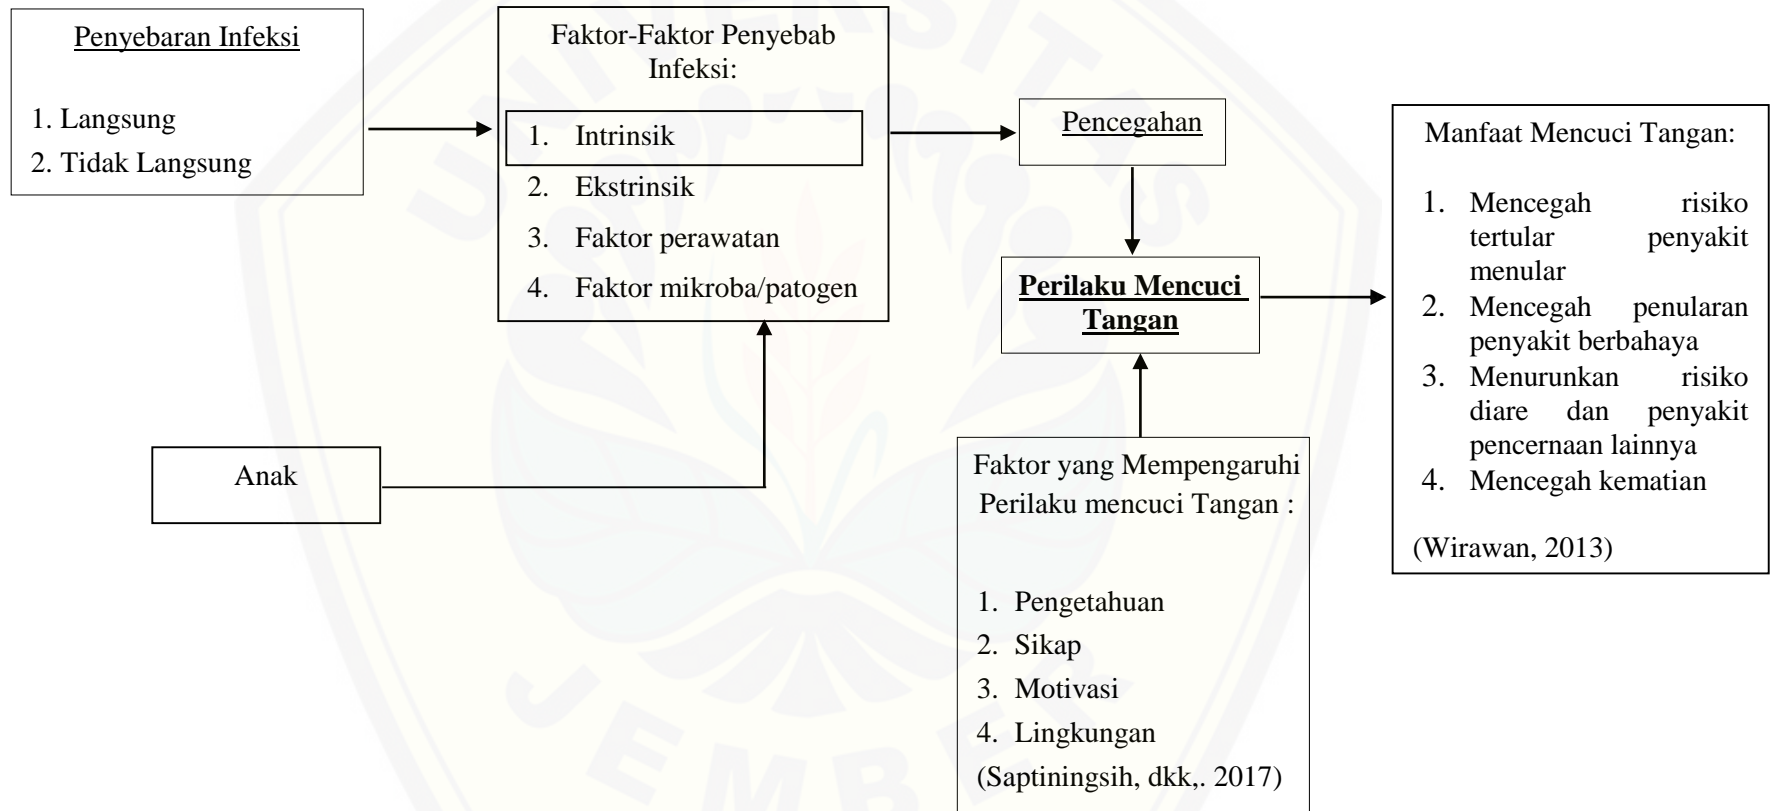 Penyebaran Infeksi
1. Langsung
2. Tidak Langsung
Faktor-Faktor Penyebab
Infeksi:
1. Intrinsik
2. Ekstrinsik
3. Faktor perawatan
4. Faktor mikroba/patogen
Anak
Pencegahan
Perilaku Mencuci
Tangan
Faktor yang Mempengaruhi
Perilaku mencuci Tangan :
1. Pengetahuan
2. Sikap
3. Motivasi
4. Lingkungan
(Saptiningsih, dkk,. 2017)
Manfaat Mencuci Tangan:
1. Mencegah risiko
tertular penyakit
menular
2. Mencegah penularan
penyakit berbahaya
3. Menurunkan risiko
diare dan penyakit
pencernaan lainnya
4. Mencegah kematian
(Wirawan, 2013)
UNIVERSITAS
JEMBER